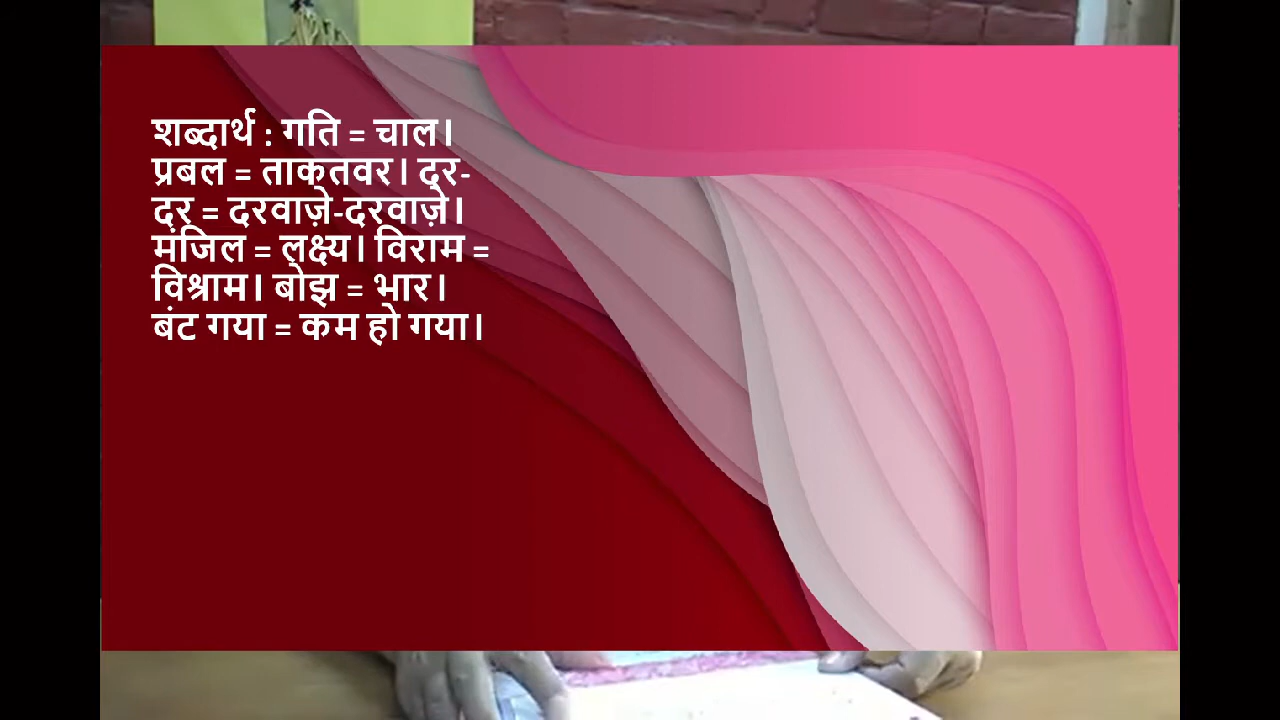 शब्दार्थ : गति = चाल।
प्रबल = ताकतवर। दर-
दर = दरवाज़े-दरवाज़े।
मंजिल = लक्ष्य। विराम =
विश्राम। बोझ = भार।
बंट गया = कम हो गया।